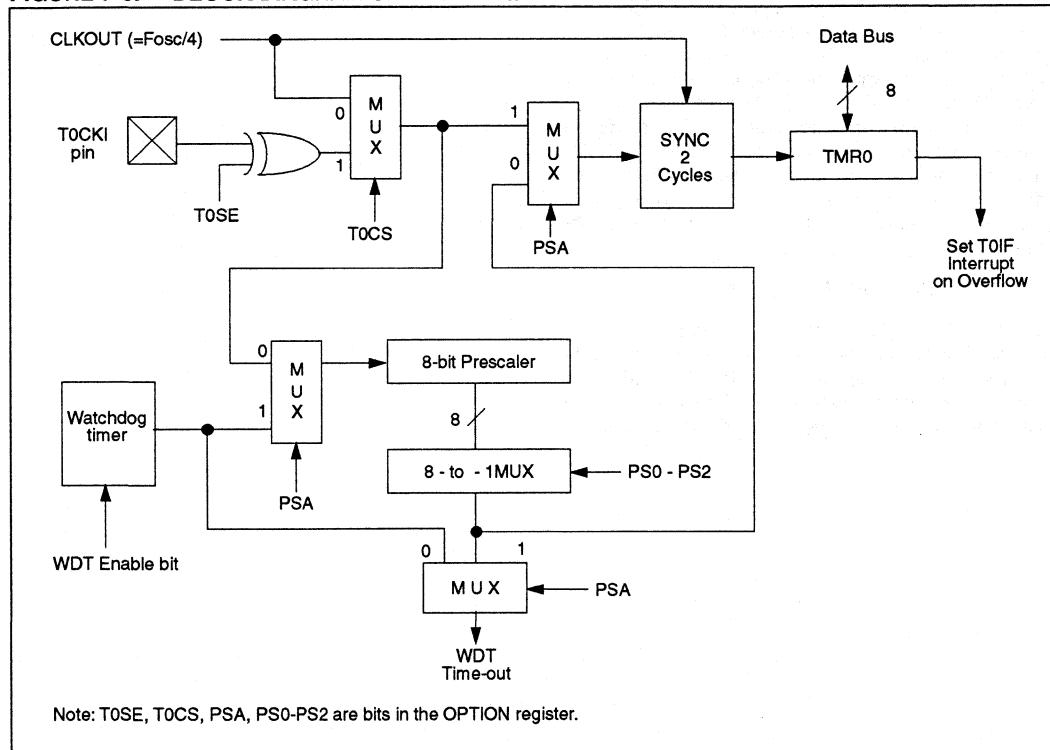 CLKOUT (=Fosc/4)
Data Bus
8
T0CKI
pin
0
1
M
U
X
1
0
M
U
X
SYNC
2
Cycles
TMR0
T0SE
T0CS
PSA
Set T0IF
Interrupt
on Overflow
0
1
M
U
X
8-bit Prescaler
Watchdog
timer
8
8 - to - 1MUX
PS0 - PS2
PSA
WDT Enable bit
0
1
M U X
PSA
WDT
Time-out
Note: T0SE, T0CS, PSA, PS0-PS2 are bits in the OPTION register.